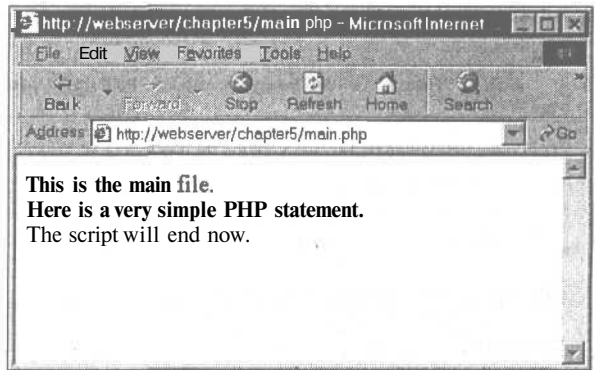 http://webserver/chapter5/main php - Microsoft Internet
File Edit View Favorites Tools Help
Back Forward Stop Refresh Home Search
Address http://webserver/chapter5/main.php Go
This is the main file.
Here is a very simple PHP statement.
The script will end now.